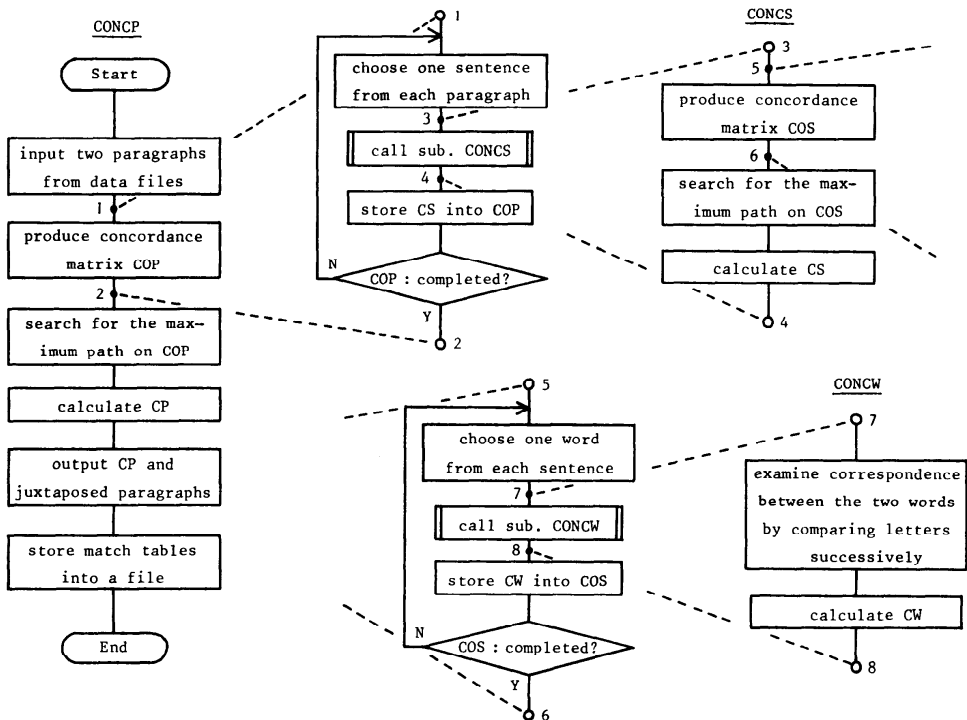 CONCP
Start
input two paragraphs
from data files
1
produce concordance
matrix COP
2
search for the max-
imum path on COP
calculate CP
output CP and
juxtaposed paragraphs
store match tables
into a file
End
1
choose one sentence
from each paragraph
3
call sub. CONCS
4
store CS into COP
N
COP : completed?
Y
2
CONCS
3
5
produce concordance
matrix COS
6
search for the max-
imum path on COS
calculate CS
4
5
choose one word
from each sentence
7
call sub. CONCW
8
store CW into COS
N
COS : completed?
Y
6
CONCW
7
examine correspondence
between the two words
by comparing letters
successively
calculate CW
8